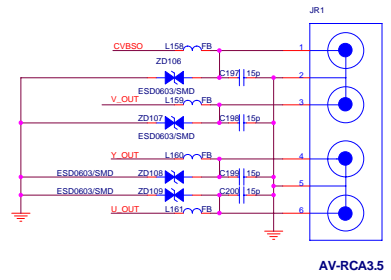 JR1
CVBSO L158 FB 1
ZD106
C197 15p 2
ESD0603/SMD
V_OUT L159 FB 3
ZD107 C198 15p
ESD0603/SMD
Y_OUT L160 FB 4
ESD0603/SMD ZD108 C199 15p
5
ESD0603/SMD ZD109 C200 15p
U_OUT L161 FB 6
AV-RCA3.5